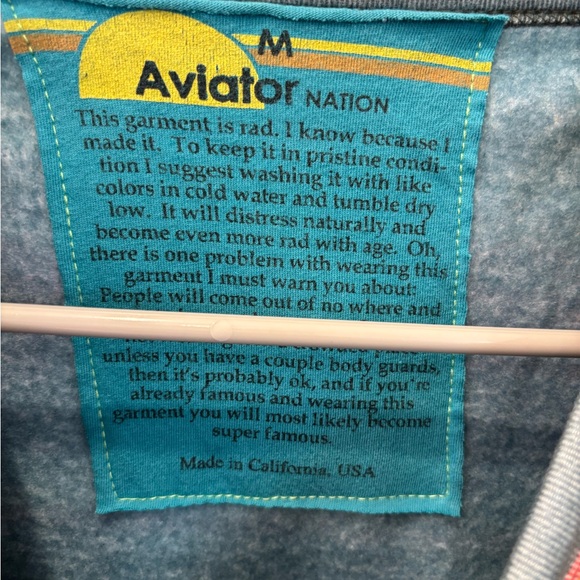 M
Aviator NATION
This garment is rad. I know because I
made it. To keep it in pristine condi-
tion I suggest washing it with like
colors in cold water and tumble dry
low. It will distress naturally and
become even more rad with age. Oh,
there is one problem with wearing this
garment I must warn you about:
People will come out of no where and
unless you have a couple body guards,
then it's probably ok, and if you're
already famous and wearing this
garment you will most likely become
super famous.
Made in California, USA